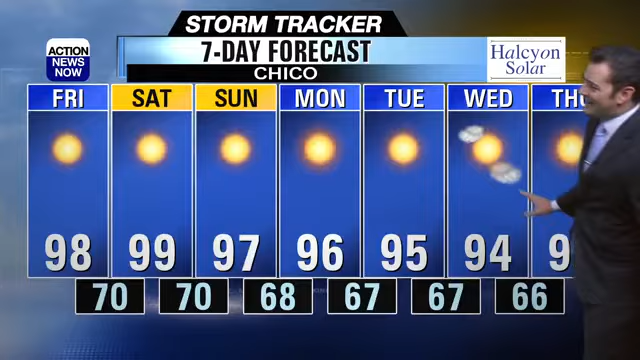 STORM TRACKER
ACTION
NEWS
NOW
7-DAY FORECAST
CHICO
Halcyon
Solar
FRI SAT SUN MON TUE WED
98 99 97 96 95 94
70 70 68 67 67 66